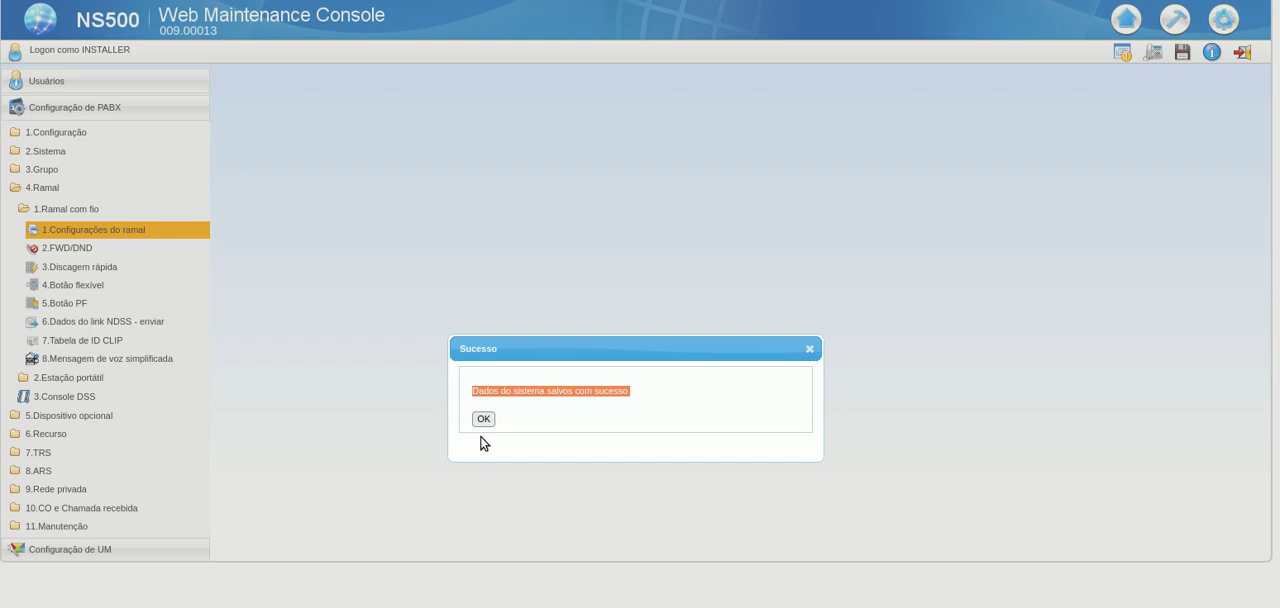 NS500
Web Maintenance Console
009.00013
Logon como INSTALLER
Usuários
Configuração de PABX
1.Configuração
2.Sistema
3.Grupo
4.Ramal
1.Ramal com fio
1.Configurações do ramal
2.FWD/DND
3.Discagem rápida
4.Botão flexível
5.Botão PF
6.Dados do link NDSS - enviar
7.Tabela de ID CLIP
8.Mensagem de voz simplificada
2.Estação portátil
3.Console DSS
5.Dispositivo opcional
6.Recurso
7.TRS
8.ARS
9.Rede privada
10.CO e Chamada recebida
11.Manutenção
Configuração de UM
Sucesso
Dados do sistema salvos com sucesso
OK